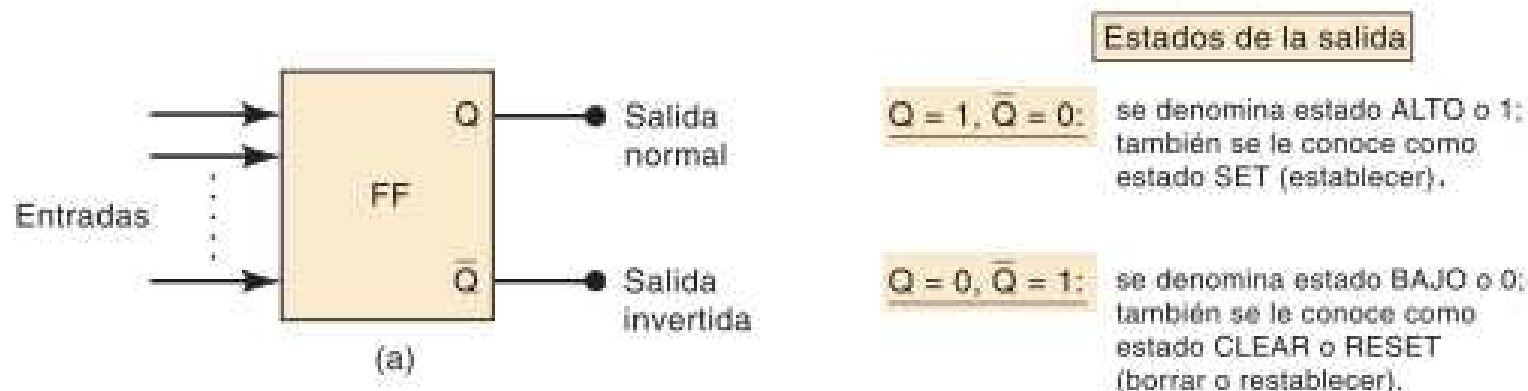 Estados de la salida
Entradas
FF
Q
Q̅
Salida
normal
Salida
invertida
(a)
Q = 1, Q̅ = 0:
se denomina estado ALTO o 1;
también se le conoce como
estado SET (establecer).
Q = 0, Q̅ = 1:
se denomina estado BAJO o 0;
también se le conoce como
estado CLEAR o RESET
(borrar o restablecer).